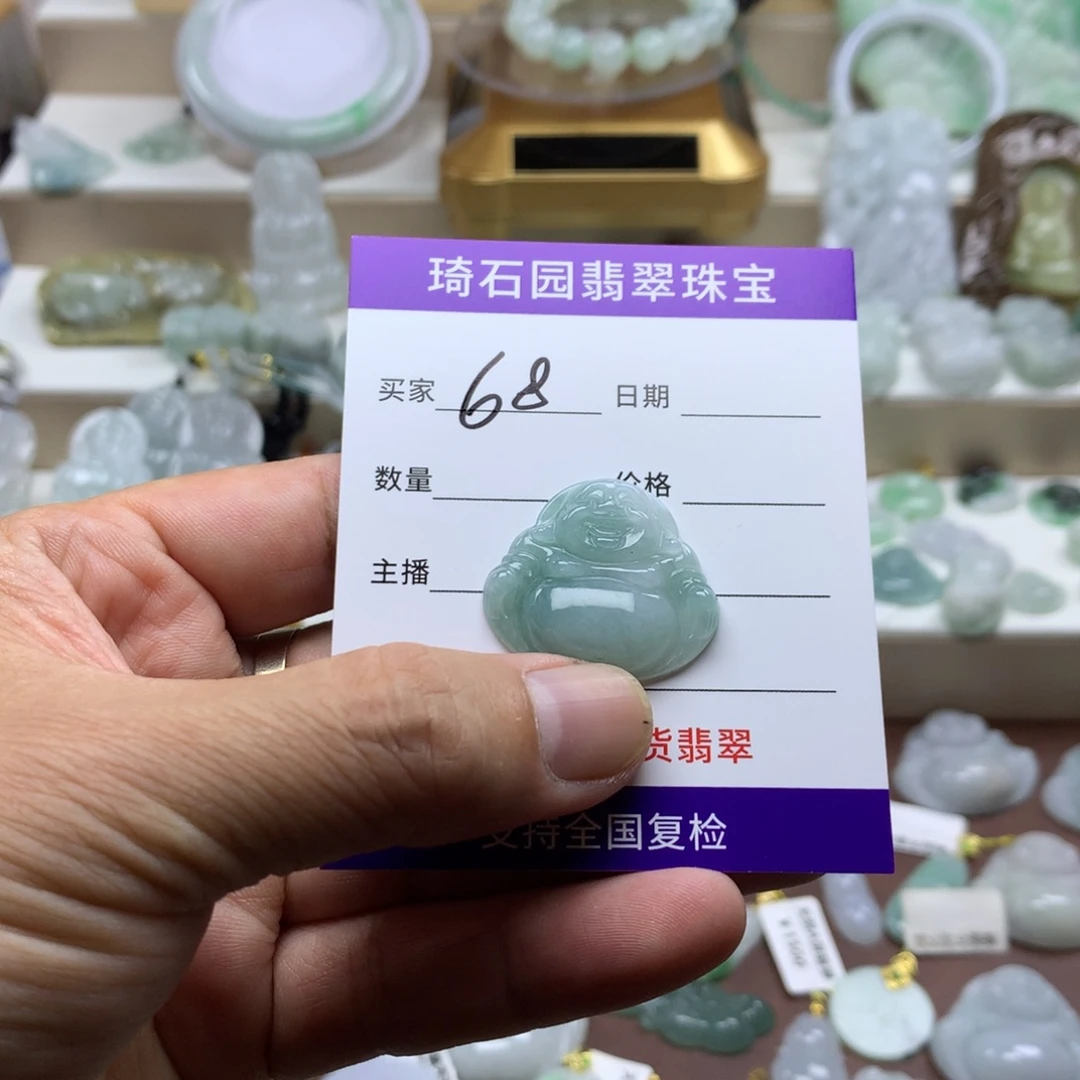 琦石园翡翠珠宝
买家 68 日期
数量 价格
主播
货翡翠
支持全国复检